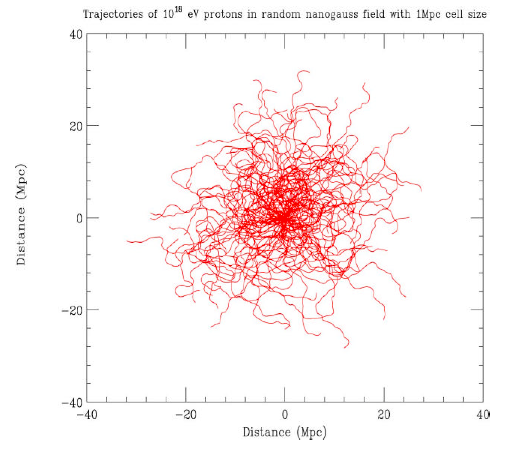 Trajectories of 10^18 eV protons in random nanogauss field with 1Mpc cell size
40
20
0
−20
−40
Distance (Mpc)
−40 −20 0 20 40
Distance (Mpc)